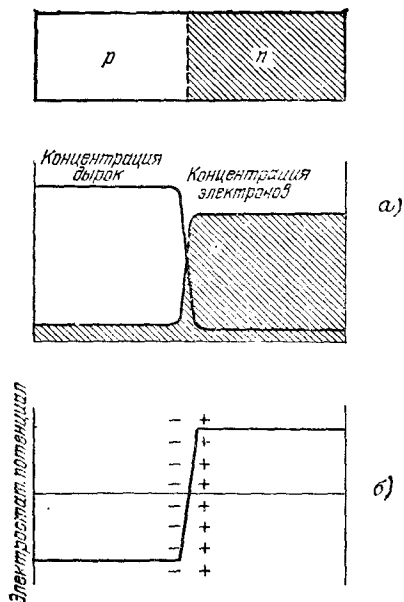 p
n
Концентрация
дырок
Концентрация
электронов
а)
Электростат. потенциал
− +
− +
− +
− +
− +
− +
− +
− +
б)